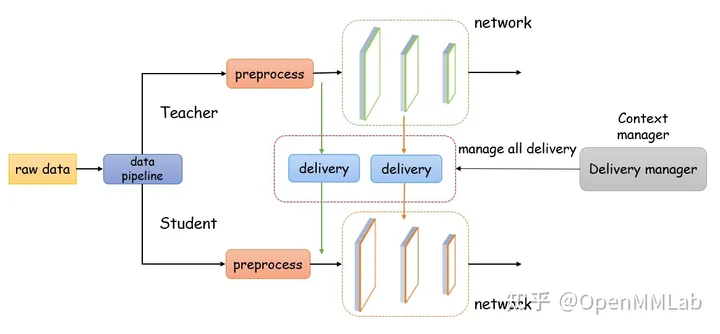 network
preprocess
Teacher
Context
manager
manage all delivery
raw data
data
pipeline
delivery
delivery
Delivery manager
Student
preprocess
network
知乎 @OpenMMLab